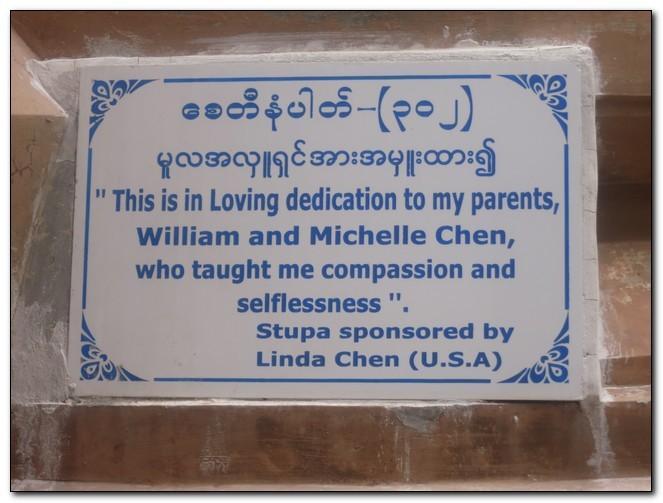 စေတီနံပါတ်-(၃၀၂)
မူလအလှူရှင်အားအမှူးထား၍
" This is in Loving dedication to my parents,
William and Michelle Chen,
who taught me compassion and
selflessness ".
Stupa sponsored by
Linda Chen (U.S.A)